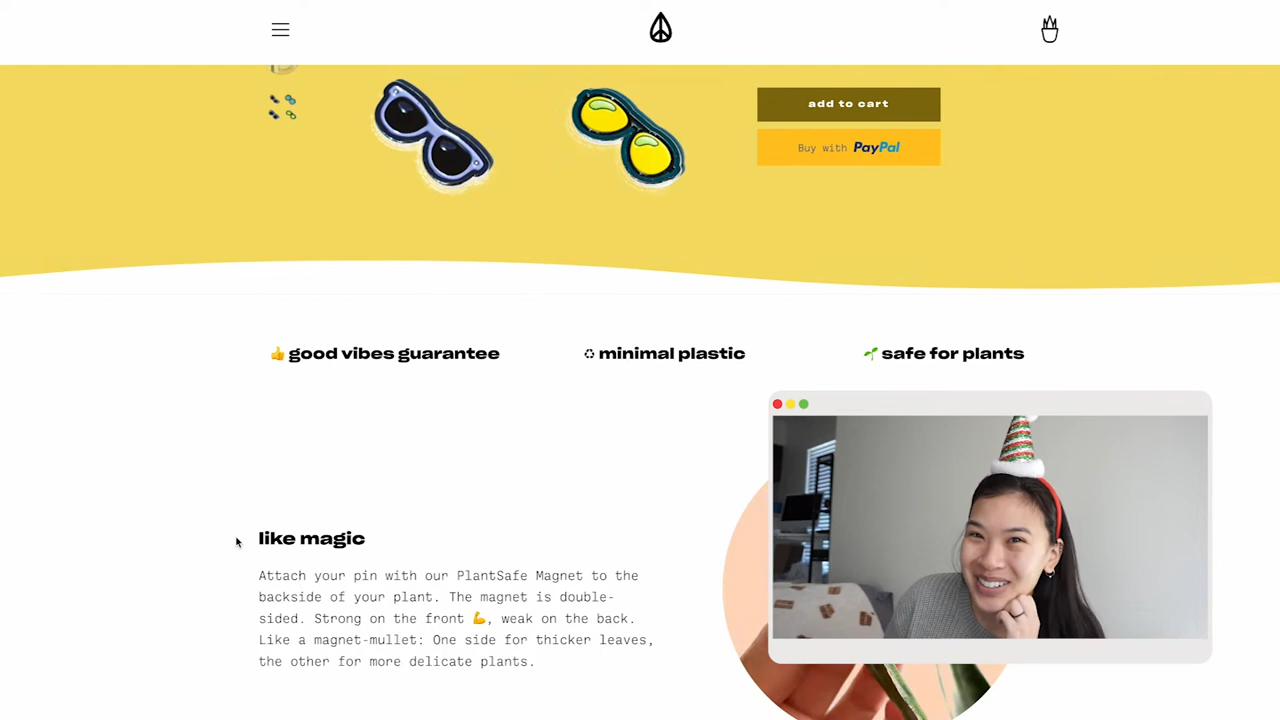 add to cart
Buy with PayPal
👍 good vibes guarantee
♻ minimal plastic
🌱 safe for plants
like magic
Attach your pin with our PlantSafe Magnet to the
backside of your plant. The magnet is double-
sided. Strong on the front 💪, weak on the back.
Like a magnet-mullet: One side for thicker leaves,
the other for more delicate plants.